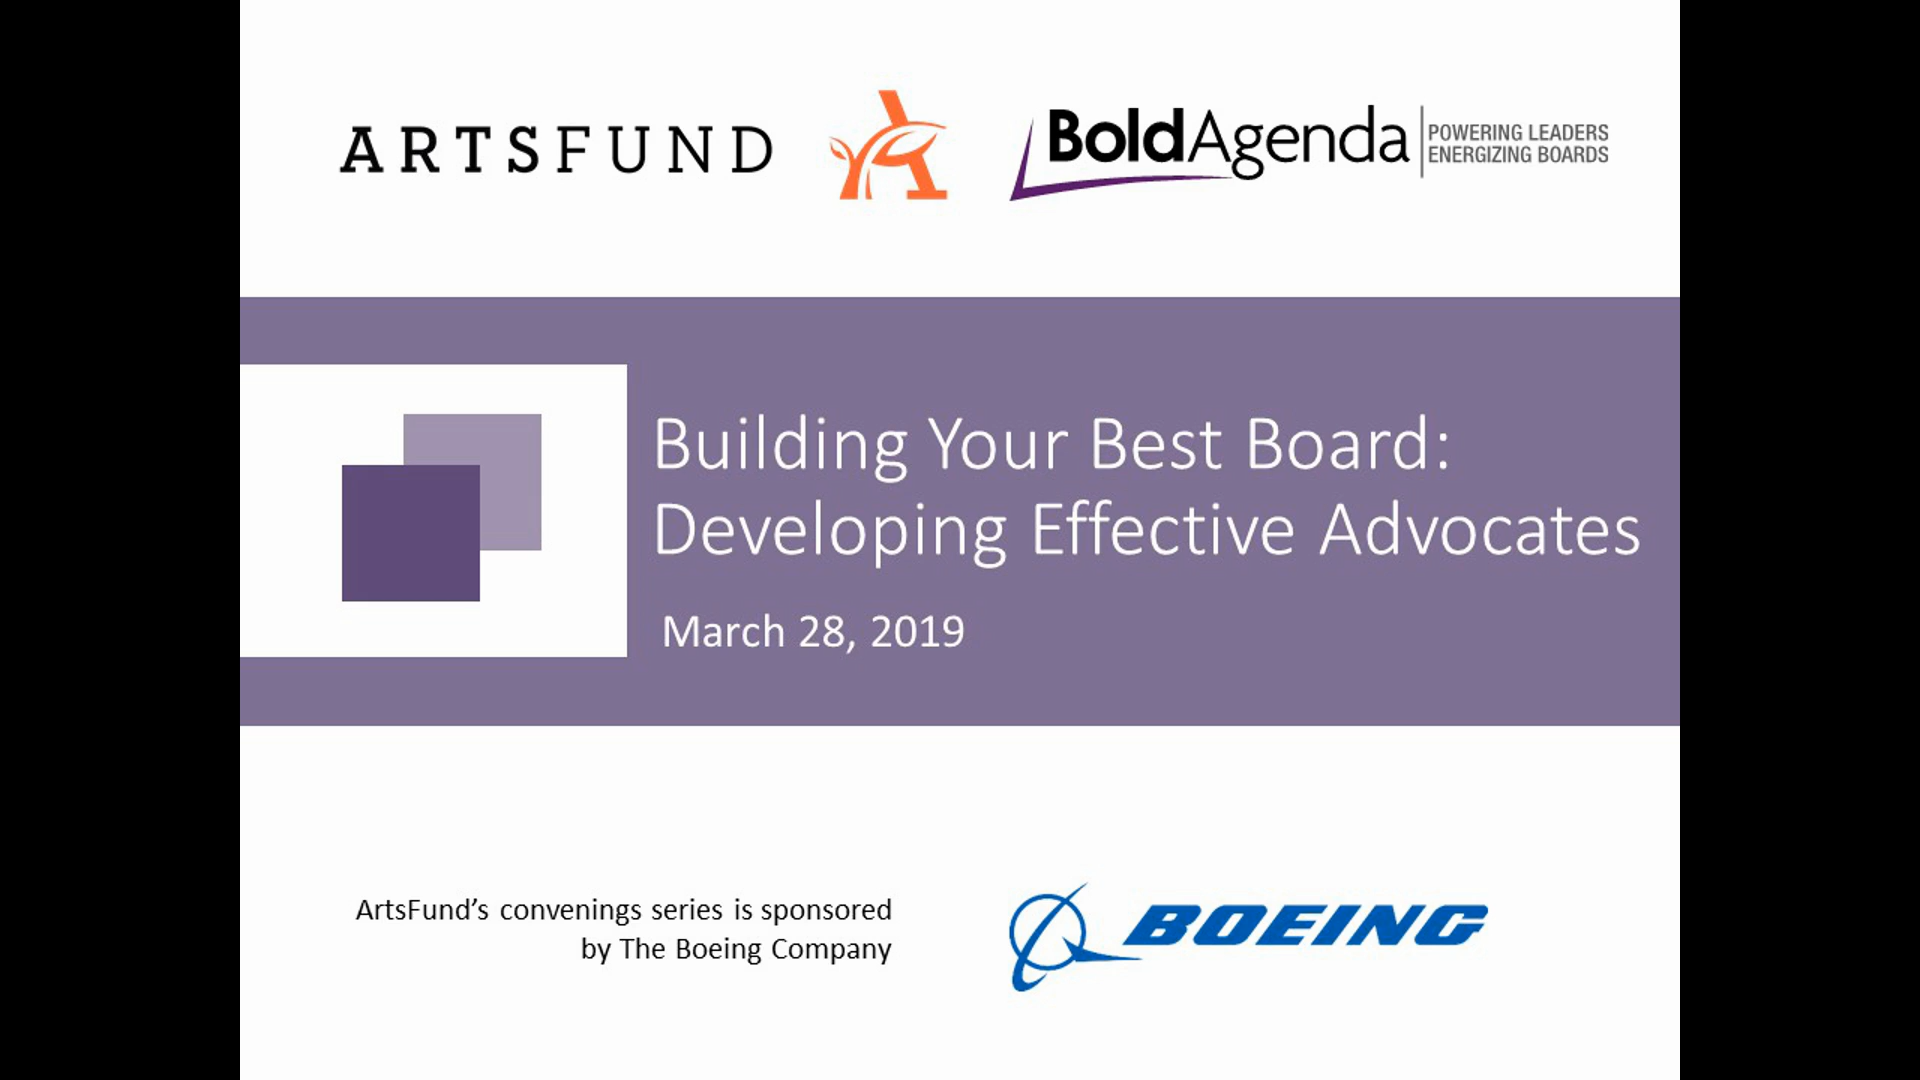 ARTSFUND
BoldAgenda
POWERING LEADERS
ENERGIZING BOARDS
Building Your Best Board:
Developing Effective Advocates
March 28, 2019
ArtsFund’s convenings series is sponsored
by The Boeing Company
BOEING